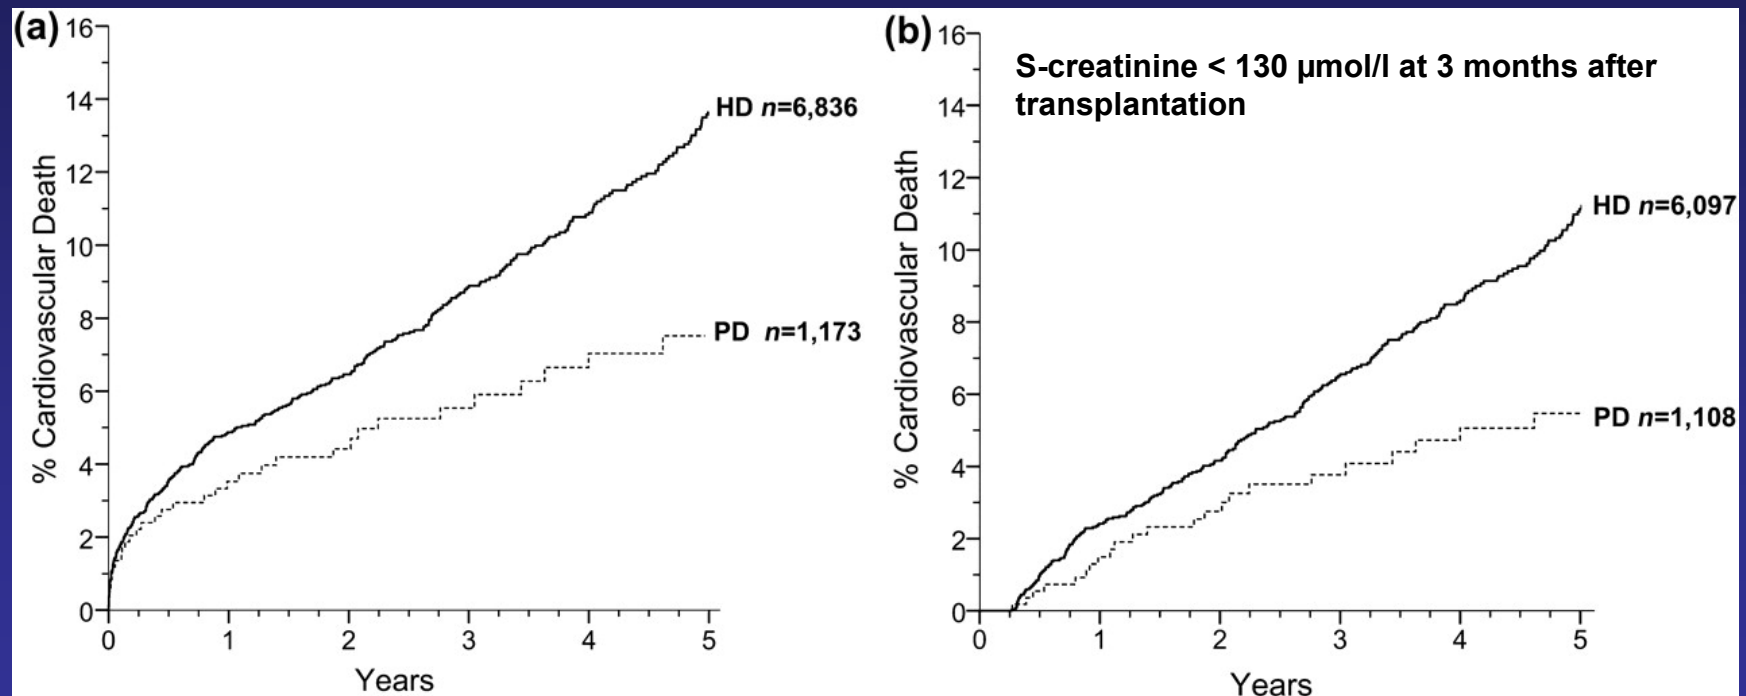 (a)
% Cardiovascular Death
16
14
12
10
8
6
4
2
0
HD n=6,836
PD n=1,173
0 1 2 3 4 5
Years
(b)
% Cardiovascular Death
16
14
12
10
8
6
4
2
0
S-creatinine < 130 µmol/l at 3 months after
transplantation
HD n=6,097
PD n=1,108
0 1 2 3 4 5
Years